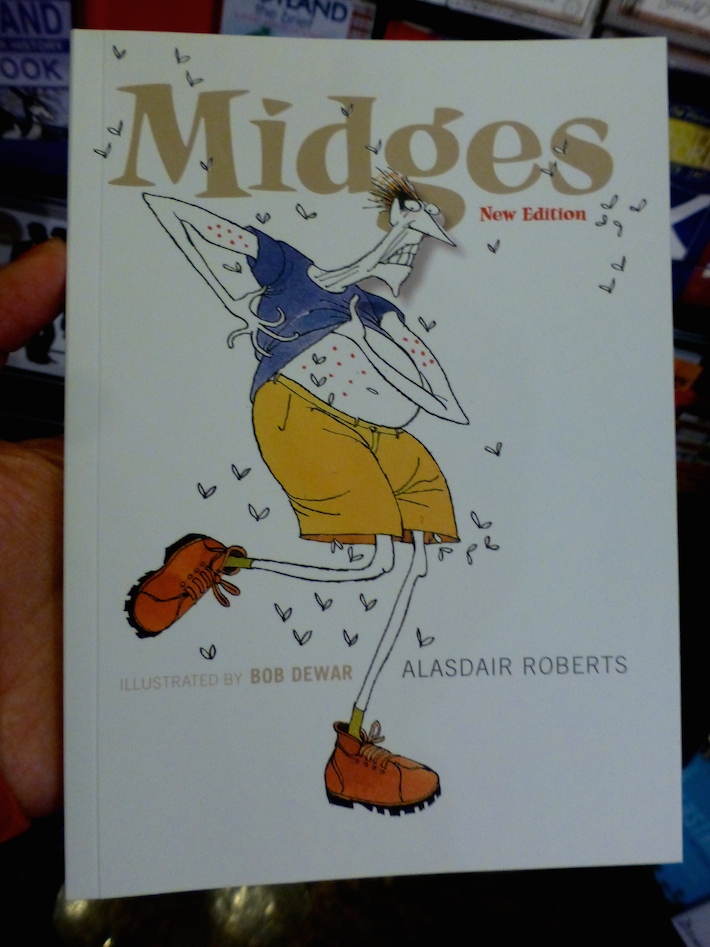 Midges
New Edition
ILLUSTRATED BY BOB DEWAR
ALASDAIR ROBERTS